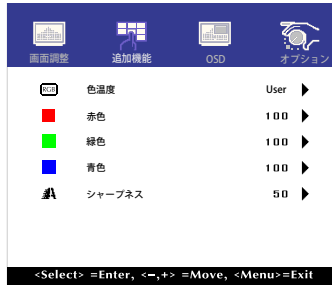 画面調整 追加機能 OSD オプション
RGB 色温度 User
赤色 100
緑色 100
青色 100
シャープネス 50
<Select> =Enter, <−,+> =Move, <Menu>=Exit